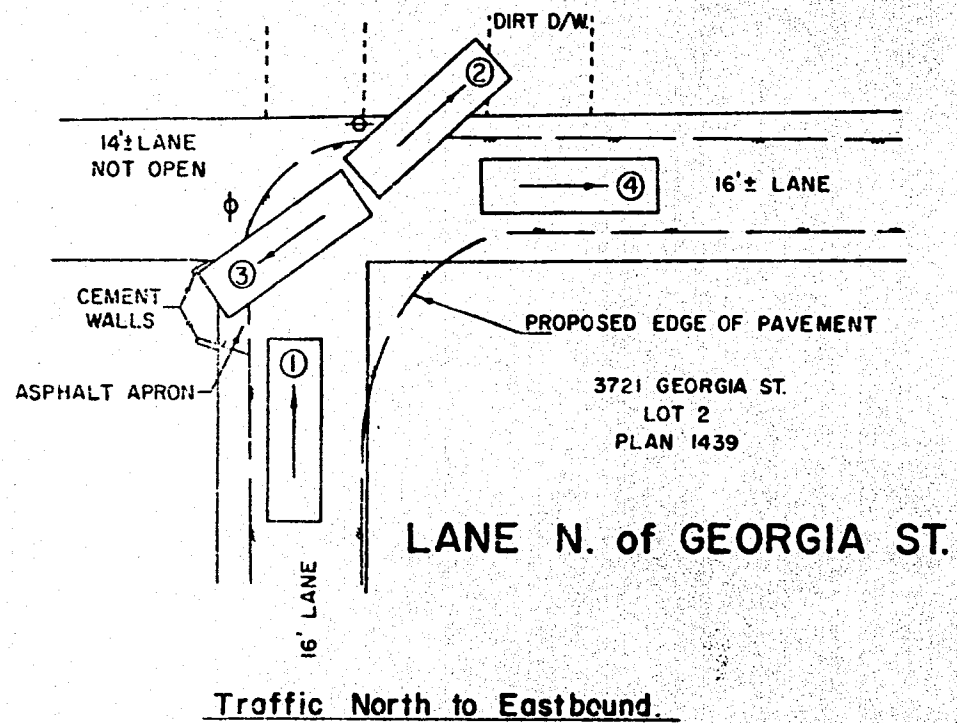 DIRT D/W.
②
14'± LANE
NOT OPEN
④
16'± LANE
③
CEMENT
WALLS
PROPOSED EDGE OF PAVEMENT
①
ASPHALT APRON
3721 GEORGIA ST.
LOT 2
PLAN 1439
LANE N. of GEORGIA ST.
16' LANE
Traffic North to Eastbound.